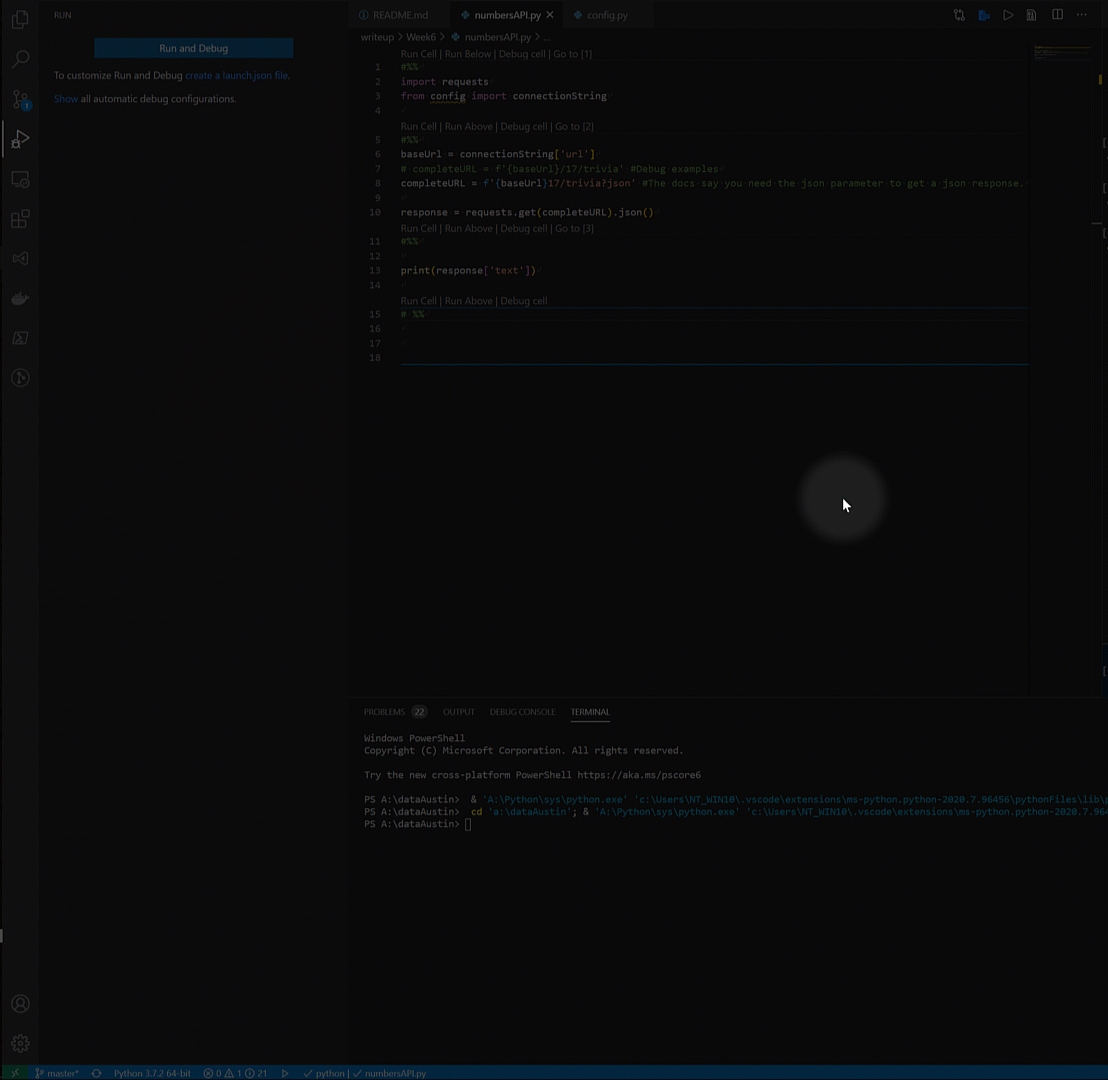 RUN
README.md
numbersAPI.py
config.py
Run and Debug
To customize Run and Debug create a launch.json file.
Show all automatic debug configurations.
writeup > Week6 > numbersAPI.py > ...
Run Cell | Run Below | Debug cell | Go to [1]
1 #%%
2 import requests
3 from config import connectionString
4
Run Cell | Run Above | Debug cell | Go to [2]
5 #%%
6 baseUrl = connectionString['url']
7 # completeURL = f'{baseUrl}/17/trivia' #Debug examples
8 completeURL = f'{baseUrl}17/trivia?json' #The docs say you need the json parameter to get a json response.
9
10 response = requests.get(completeURL).json()
Run Cell | Run Above | Debug cell | Go to [3]
11 #%%
12
13 print(response['text'])
14
Run Cell | Run Above | Debug cell
15 # %%
16
17
18
PROBLEMS 22 OUTPUT DEBUG CONSOLE TERMINAL
Windows PowerShell
Copyright (C) Microsoft Corporation. All rights reserved.
Try the new cross-platform PowerShell https://aka.ms/pscore6
PS A:\dataAustin> & 'A:\Python\sys\python.exe' 'c:\Users\NT_WIN10\.vscode\extensions\ms-python.python-2020.7.96456\pythonFiles\lib\p
PS A:\dataAustin> cd 'a:\dataAustin'; & 'A:\Python\sys\python.exe' 'c:\Users\NT_WIN10\.vscode\extensions\ms-python.python-2020.7.964
PS A:\dataAustin>
master* Python 3.7.2 64-bit 0 1 21 python | numbersAPI.py